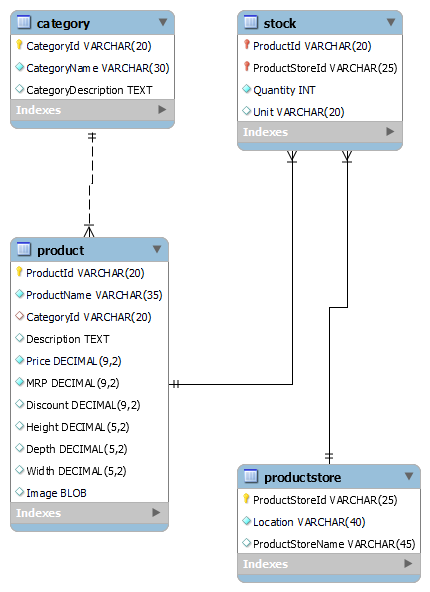 category
CategoryId VARCHAR(20)
CategoryName VARCHAR(30)
CategoryDescription TEXT
Indexes
stock
ProductId VARCHAR(20)
ProductStoreId VARCHAR(25)
Quantity INT
Unit VARCHAR(20)
Indexes
product
ProductId VARCHAR(20)
ProductName VARCHAR(35)
CategoryId VARCHAR(20)
Description TEXT
Price DECIMAL(9,2)
MRP DECIMAL(9,2)
Discount DECIMAL(9,2)
Height DECIMAL(5,2)
Depth DECIMAL(5,2)
Width DECIMAL(5,2)
Image BLOB
Indexes
productstore
ProductStoreId VARCHAR(25)
Location VARCHAR(40)
ProductStoreName VARCHAR(45)
Indexes